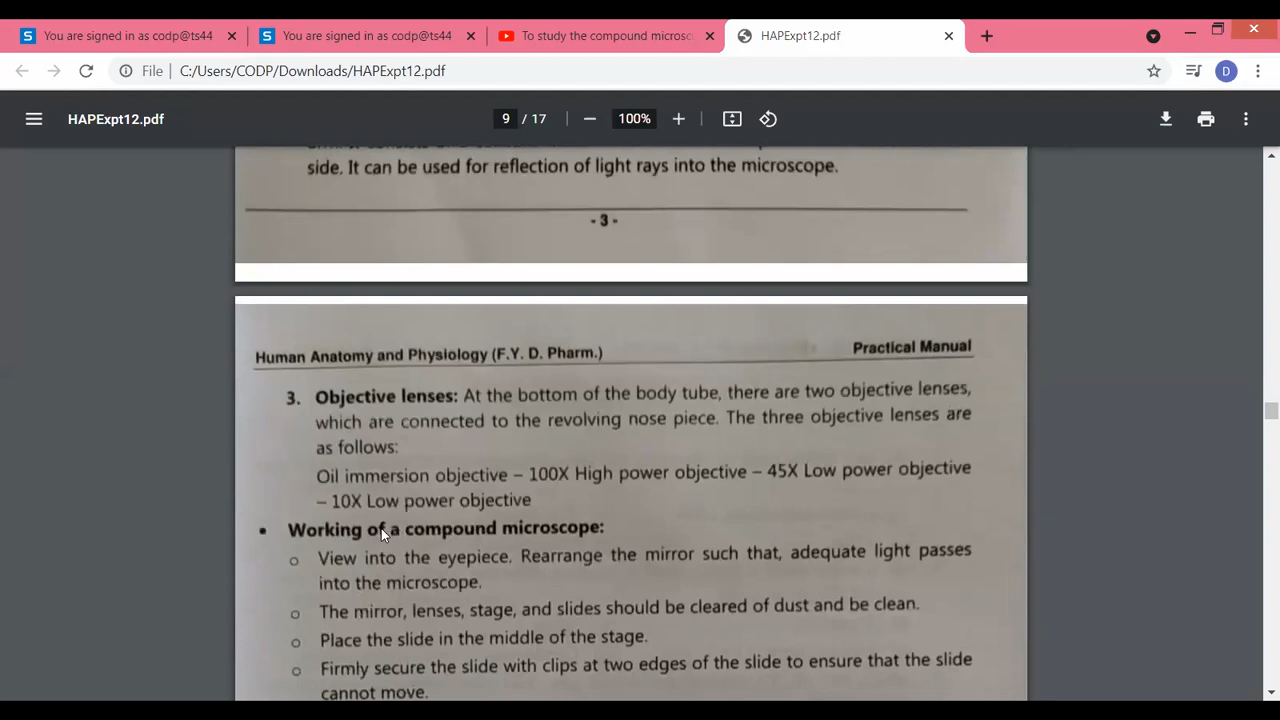 You are signed in as codp@ts44
You are signed in as codp@ts44
To study the compound microsc
HAPExpt12.pdf
File
C:/Users/CODP/Downloads/HAPExpt12.pdf
D
HAPExpt12.pdf
9 / 17
100%
side. It can be used for reflection of light rays into the microscope.
- 3 -
Human Anatomy and Physiology (F.Y. D. Pharm.)
Practical Manual
3. Objective lenses: At the bottom of the body tube, there are two objective lenses,
which are connected to the revolving nose piece. The three objective lenses are
as follows:
Oil immersion objective – 100X High power objective – 45X Low power objective
– 10X Low power objective
• Working of a compound microscope:
o View into the eyepiece. Rearrange the mirror such that, adequate light passes
into the microscope.
o The mirror, lenses, stage, and slides should be cleared of dust and be clean.
o Place the slide in the middle of the stage.
o Firmly secure the slide with clips at two edges of the slide to ensure that the slide
cannot move.